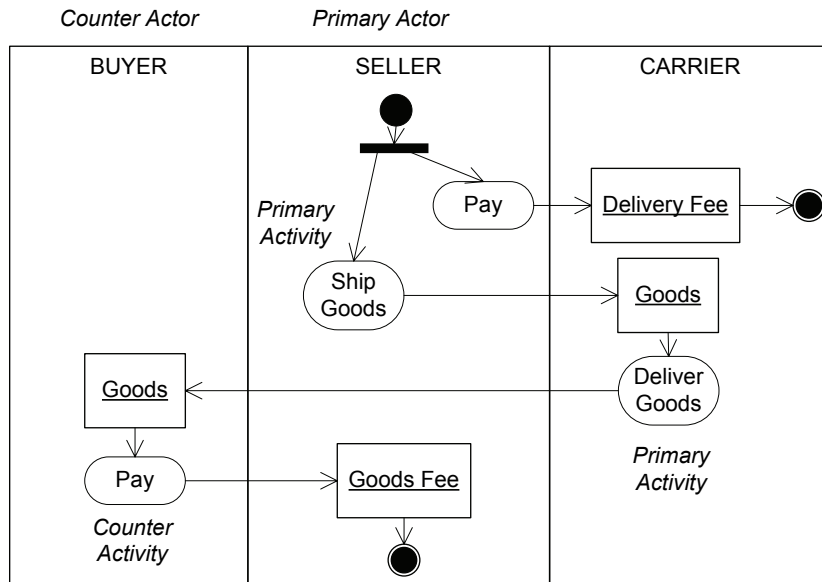 Counter Actor
Primary Actor
BUYER
SELLER
CARRIER
Pay
Delivery Fee
Primary
Activity
Ship
Goods
Goods
Goods
Deliver
Goods
Pay
Goods Fee
Primary
Activity
Counter
Activity